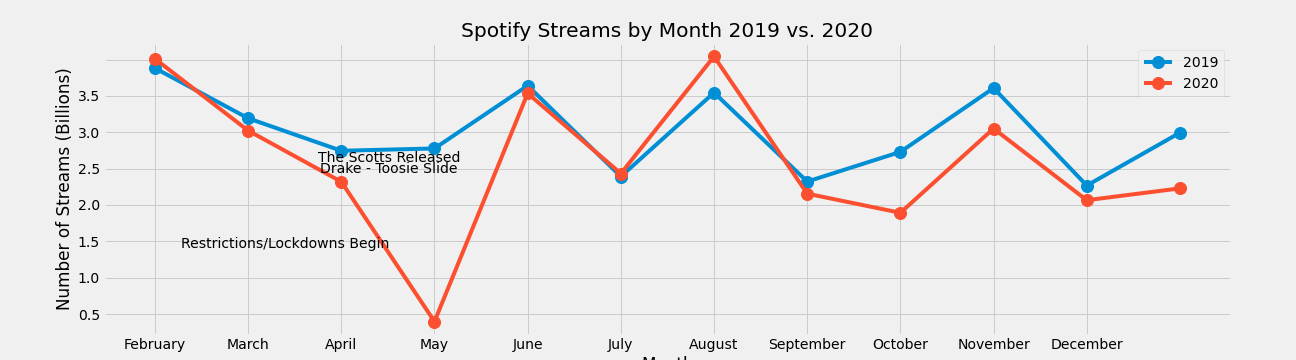 Spotify Streams by Month 2019 vs. 2020
2019
2020
Number of Streams (Billions)
3.5
3.0
2.5
2.0
1.5
1.0
0.5
The Scotts Released
Drake - Toosie Slide
Restrictions/Lockdowns Begin
February March April May June July August September October November December